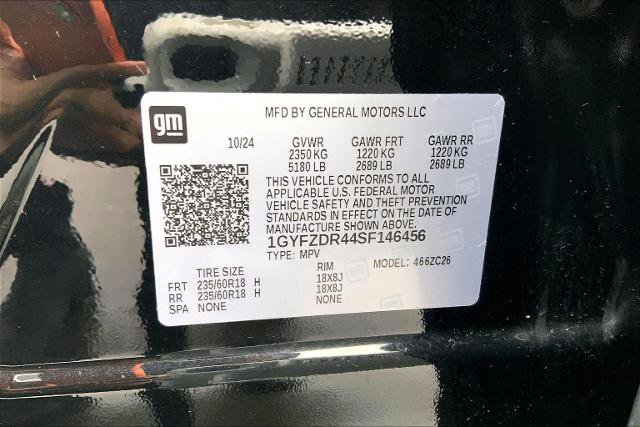 gm
MFD BY GENERAL MOTORS LLC
10/24 GVWR GAWR FRT GAWR RR
2350 KG 1220 KG 1220 KG
5180 LB 2689 LB 2689 LB
THIS VEHICLE CONFORMS TO ALL
APPLICABLE U.S. FEDERAL MOTOR
VEHICLE SAFETY AND THEFT PREVENTION
STANDARDS IN EFFECT ON THE DATE OF
MANUFACTURE SHOWN ABOVE.
1GYFZDR44SF146456
TYPE: MPV MODEL: 466ZC26
TIRE SIZE RIM
FRT 235/60R18 H 18X8J
RR 235/60R18 H 18X8J
SPA NONE NONE